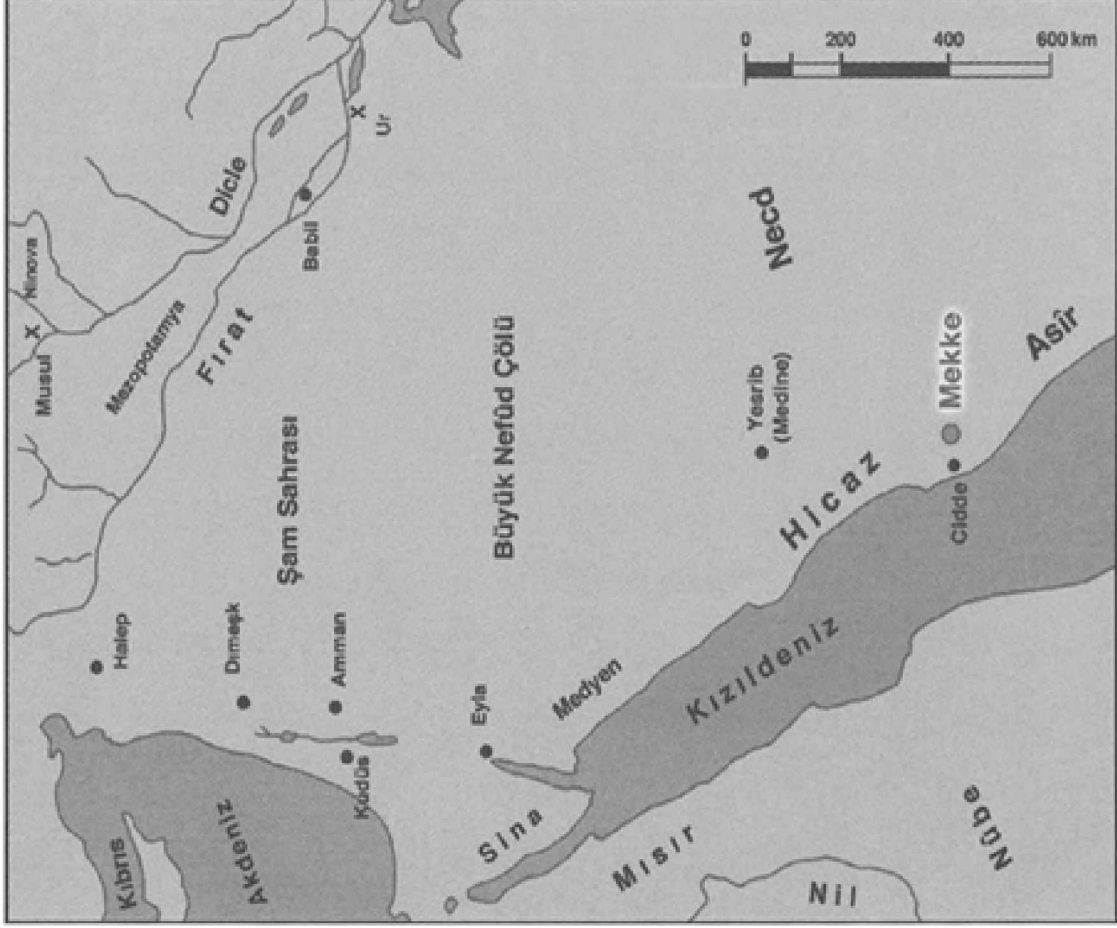 0 200 400 600 km
Ninova
Musul
x
Dicle
Mezopotamya
Fırat
Babil
x
Ur
Şam Sahrası
Büyük Nefûd Çölü
Necd
Halep
Dımeşk
Amman
Kudüs
Kıbrıs
Akdeniz
Eyla
Medyen
Sina
Mısır
Kızıldeniz
Hicaz
Yesrib
(Medine)
Mekke
Cidde
Asîr
Nil
Nûbe